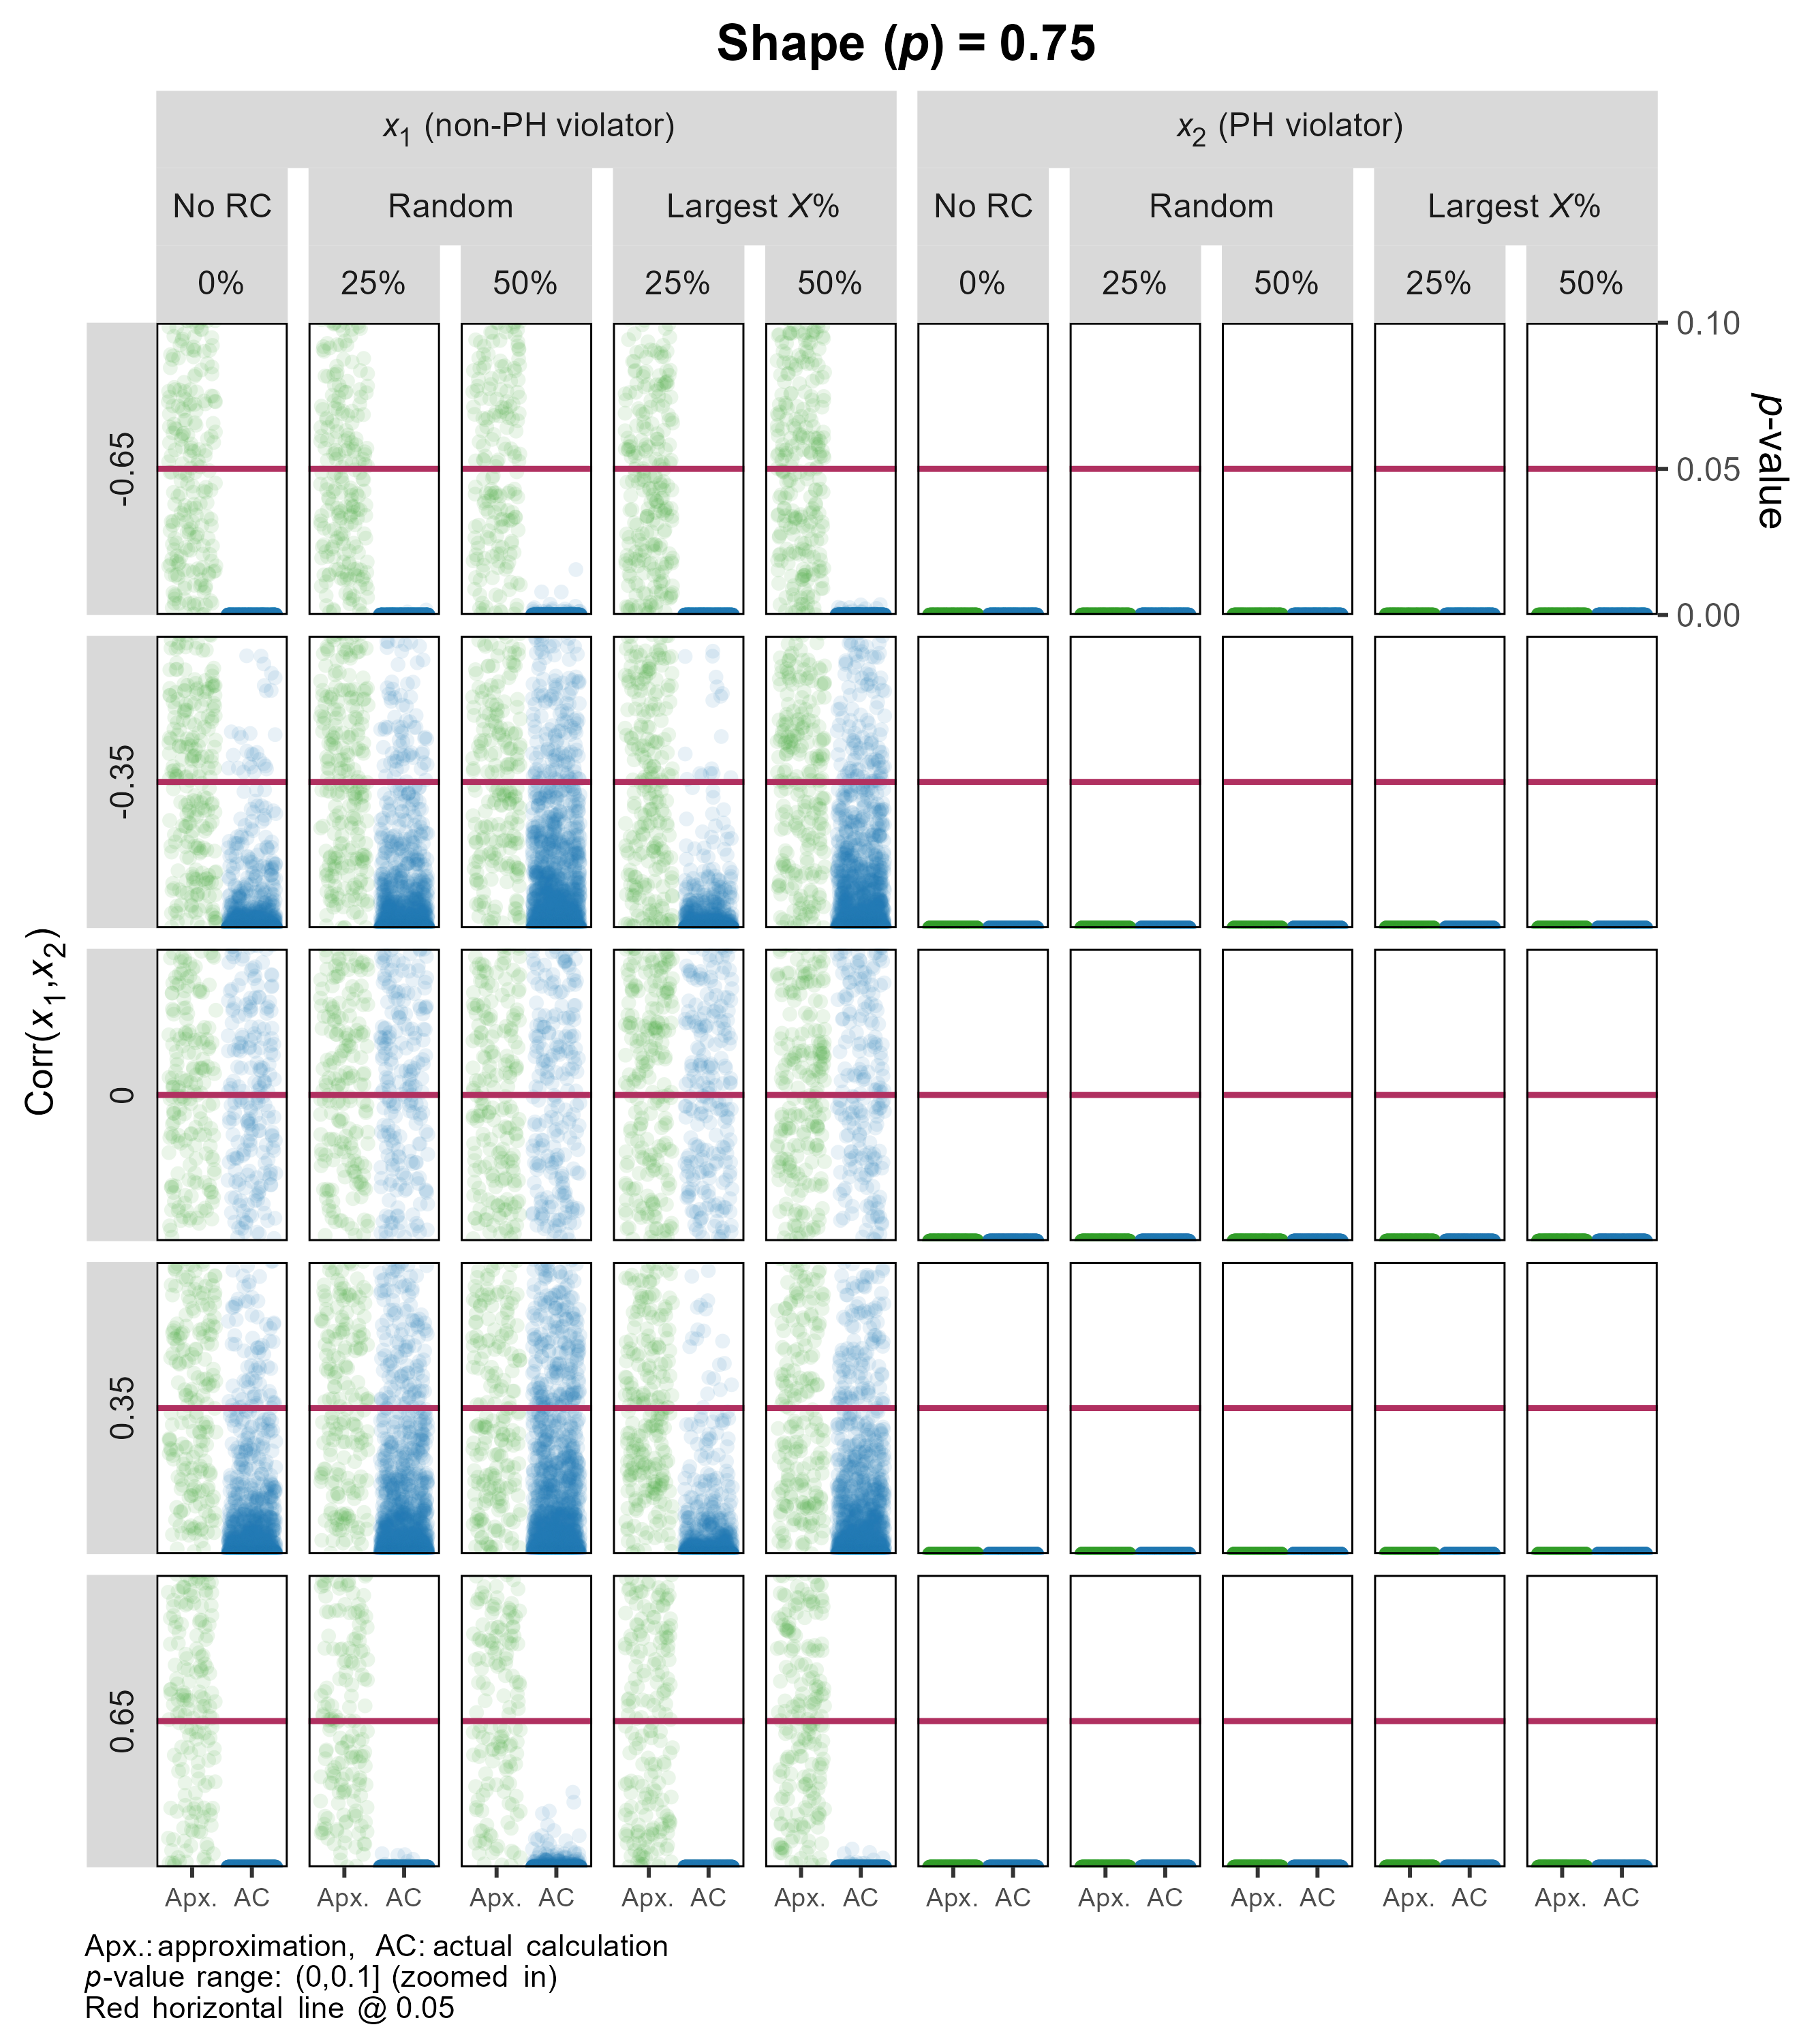 Shape (p) = 0.75
x1 (non-PH violator) x2 (PH violator)
No RC Random Largest X% No RC Random Largest X%
0% 25% 50% 25% 50% 0% 25% 50% 25% 50%
0.10
0.05
0.00
p-value
-0.65
-0.35
0
0.35
0.65
Corr(x1,x2)
Apx. AC Apx. AC Apx. AC Apx. AC Apx. AC Apx. AC Apx. AC Apx. AC Apx. AC Apx. AC
Apx.: approximation, AC: actual calculation
p-value range: (0,0.1] (zoomed in)
Red horizontal line @ 0.05